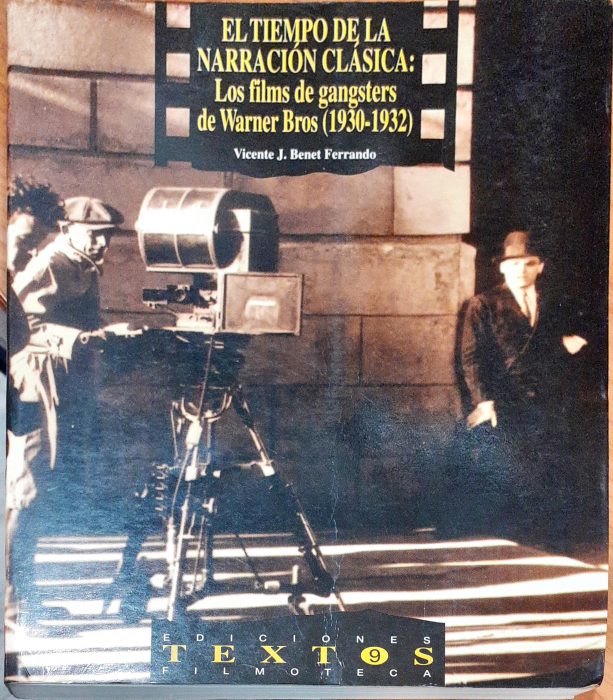 EL TIEMPO DE LA
NARRACIÓN CLÁSICA:
Los films de gangsters
de Warner Bros (1930-1932)
Vicente J. Benet Ferrando
EDICIONES
TEXTOS
9
FILMOTECA